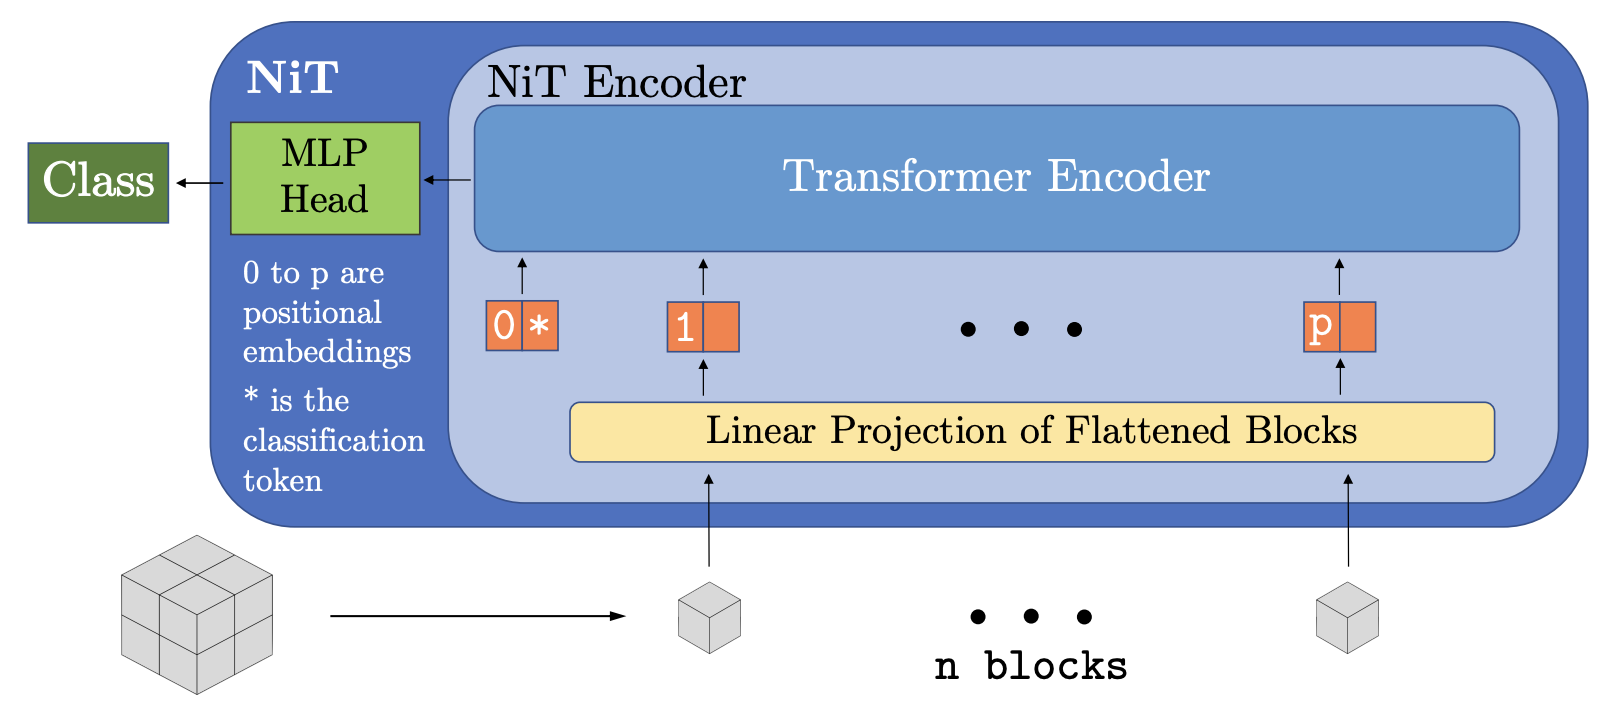 NiT
NiT Encoder
Transformer Encoder
MLP
Head
Class
0 to p are
positional
embeddings
* is the
classification
token
0 *
1
p
Linear Projection of Flattened Blocks
n blocks